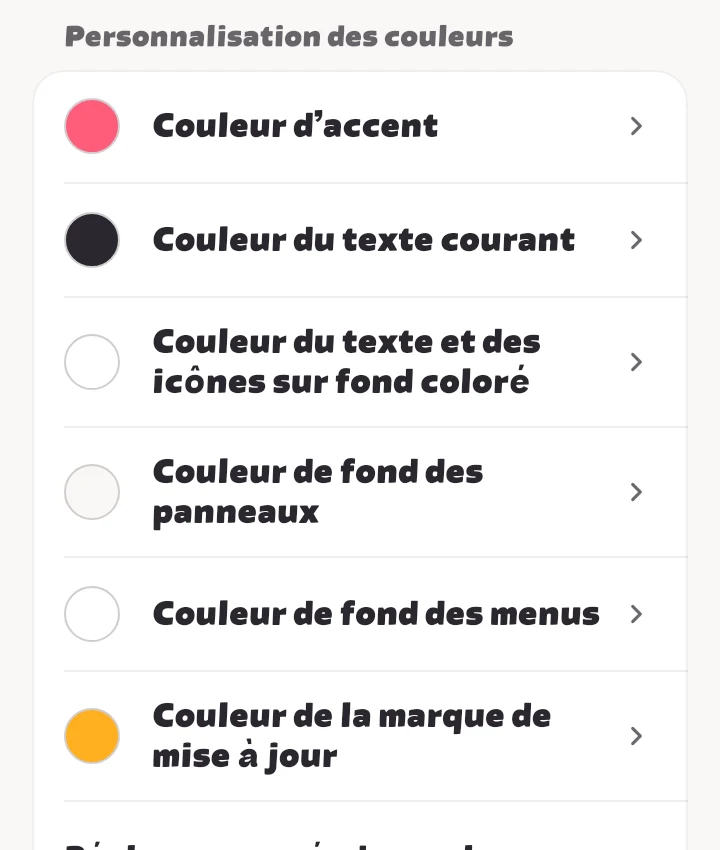 Personnalisation des couleurs
Couleur d’accent
Couleur du texte courant
Couleur du texte et des
icônes sur fond coloré
Couleur de fond des
panneaux
Couleur de fond des menus
Couleur de la marque de
mise à jour